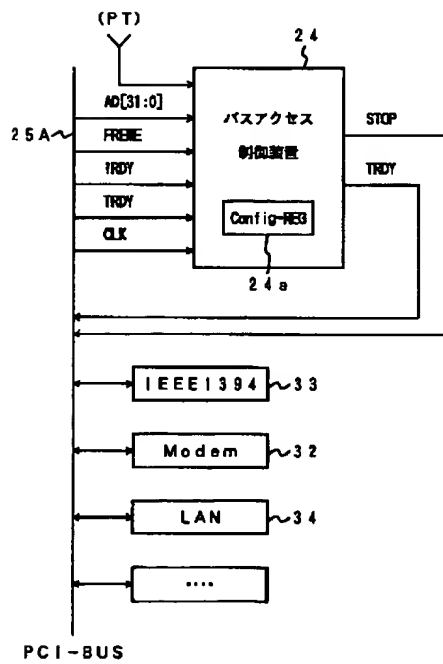 (PT)
24
AD[31:0]
25A
FREME
IRDY
TRDY
CLK
バスアクセス
制御装置
Config-REG
24a
STOP
TRDY
IEEE1394
33
Modem
32
LAN
34
....
PCI-BUS